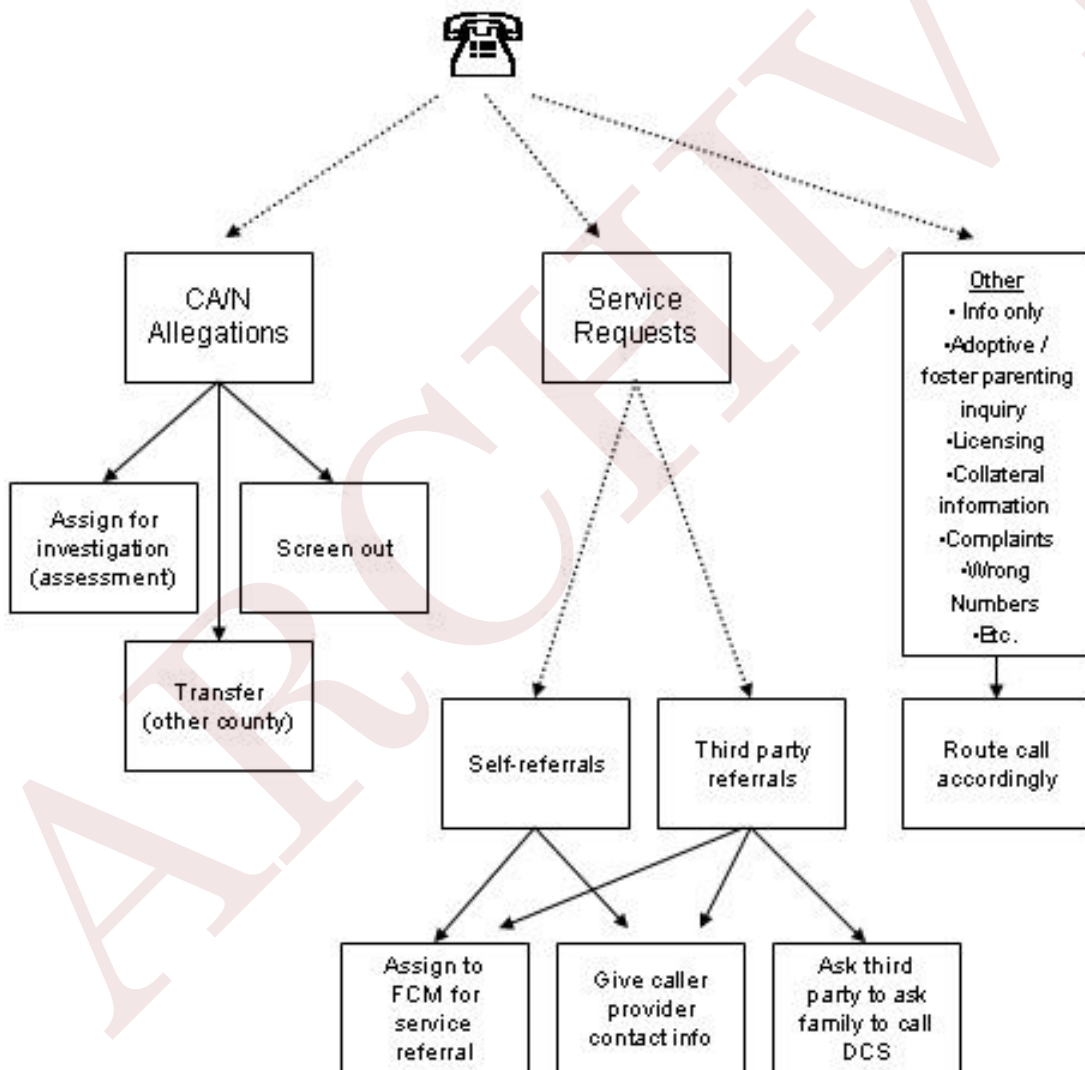 CA/N
Allegations
Service
Requests
Other
• Info only
•Adoptive /
foster parenting
inquiry
•Licensing
•Collateral
information
•Complaints
•Wrong
Numbers
•Etc.
Assign for
investigation
(assessment)
Screen out
Transfer
(other county)
Self-referrals
Third party
referrals
Route call
accordingly
Assign to
FCM for
service
referral
Give caller
provider
contact info
Ask third
party to ask
family to call
DCS
ARCHIV